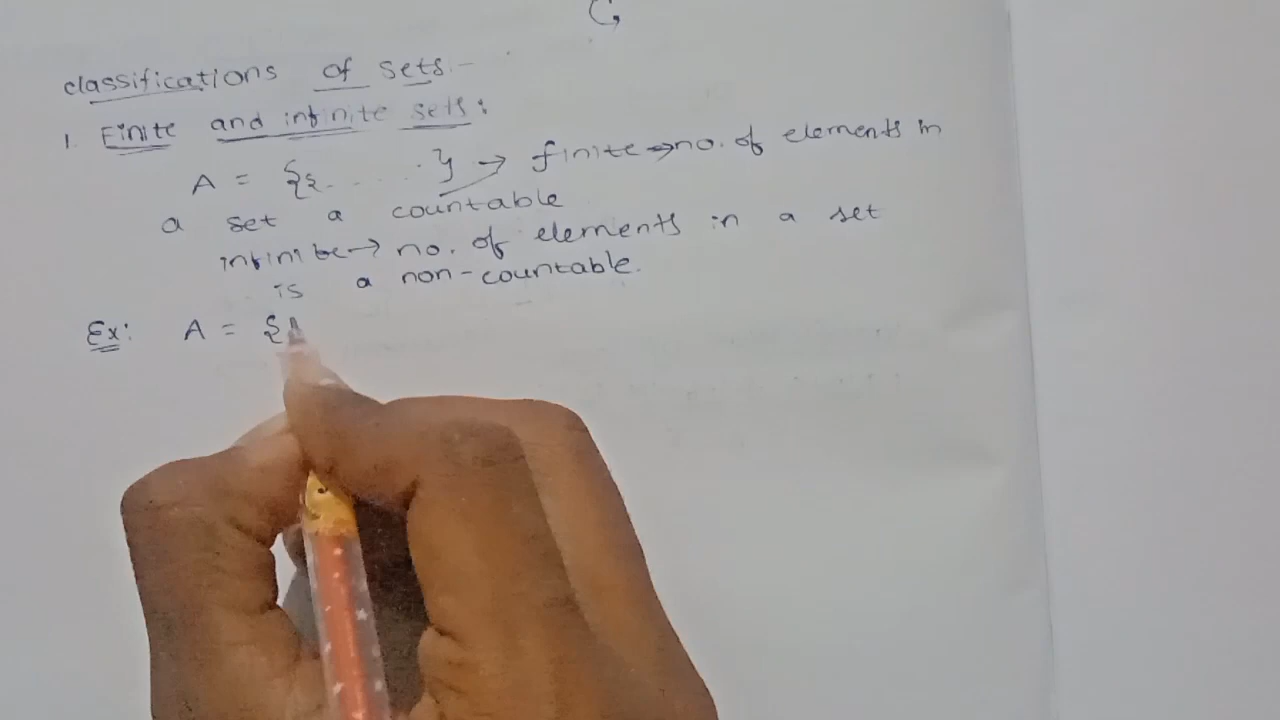 classifications of sets:-
1. Finite and infinite sets:
A = {ξ. . . . . . .} → finite → no. of elements in
a set a countable
infinite → no. of elements in a set
is a non-countable.
Ex: A = {